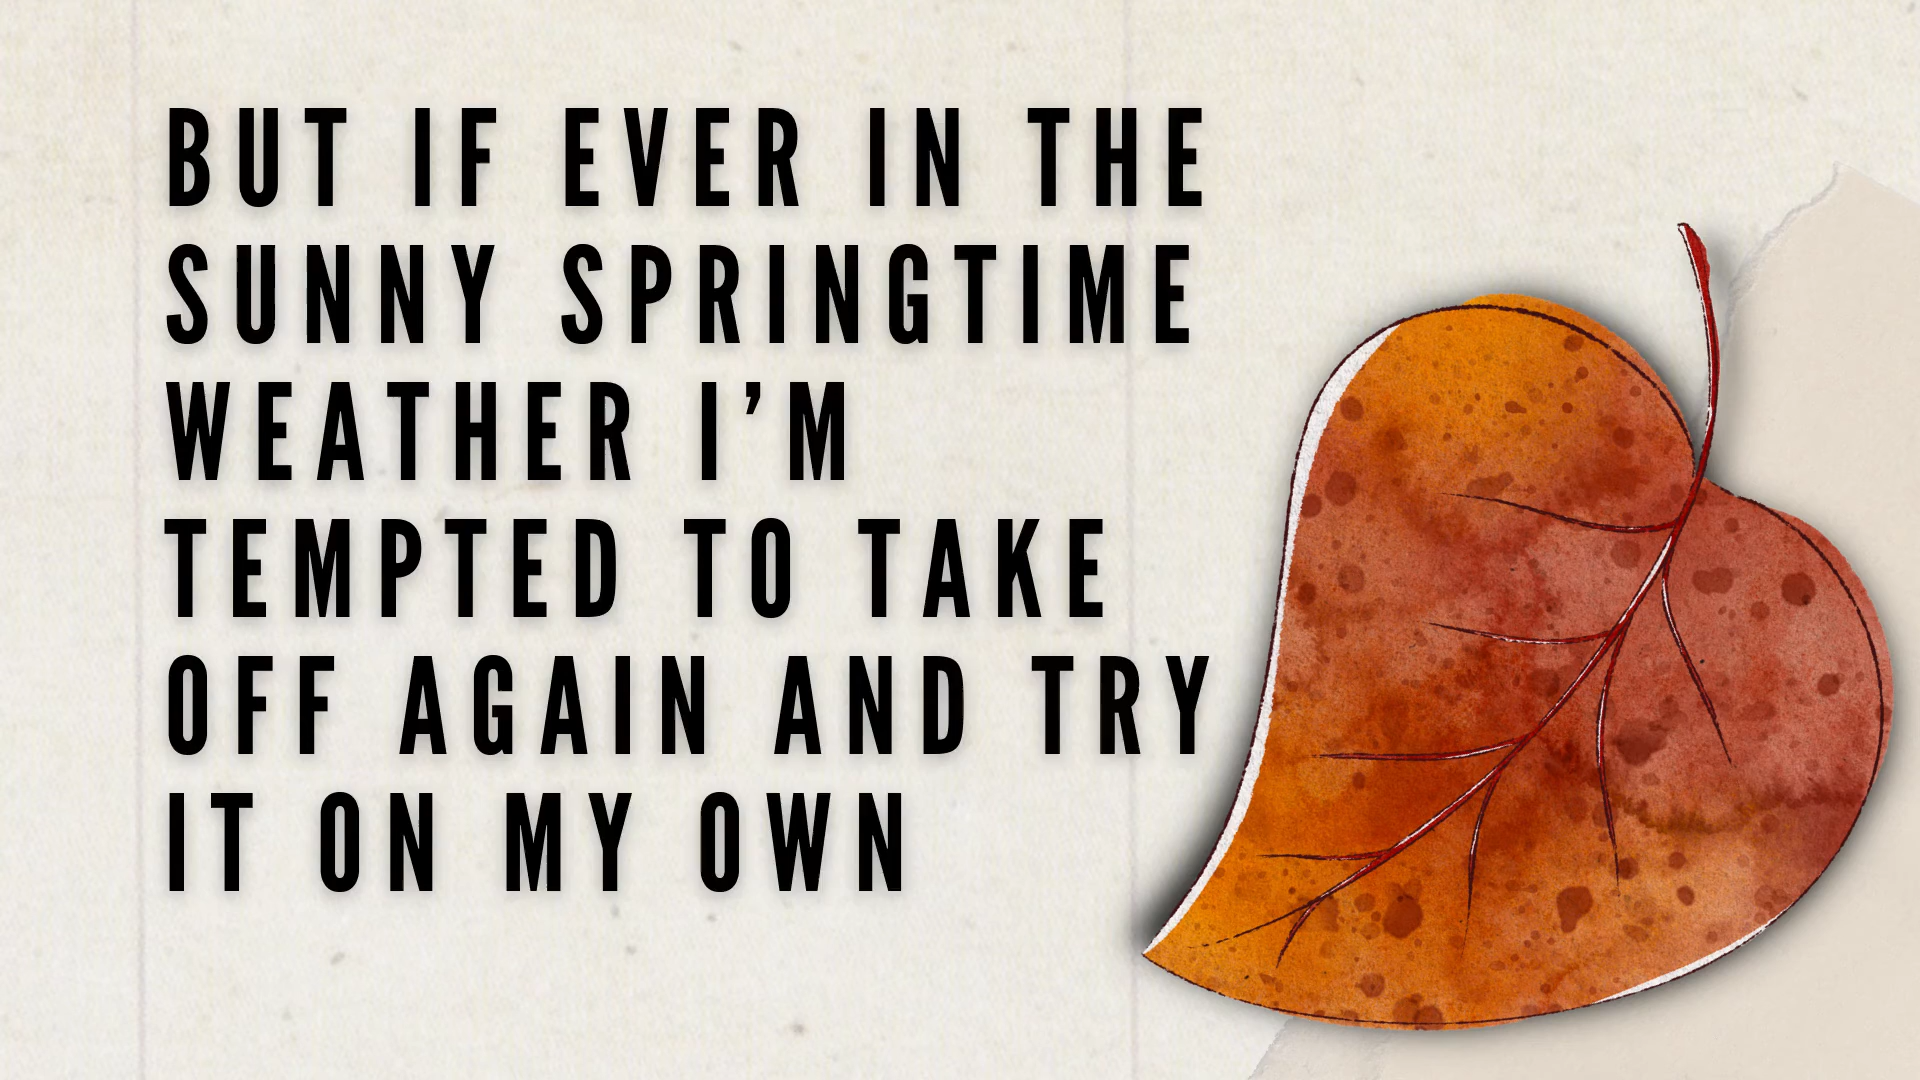 BUT IF EVER IN THE
SUNNY SPRINGTIME
WEATHER I’M
TEMPTED TO TAKE
OFF AGAIN AND TRY
IT ON MY OWN